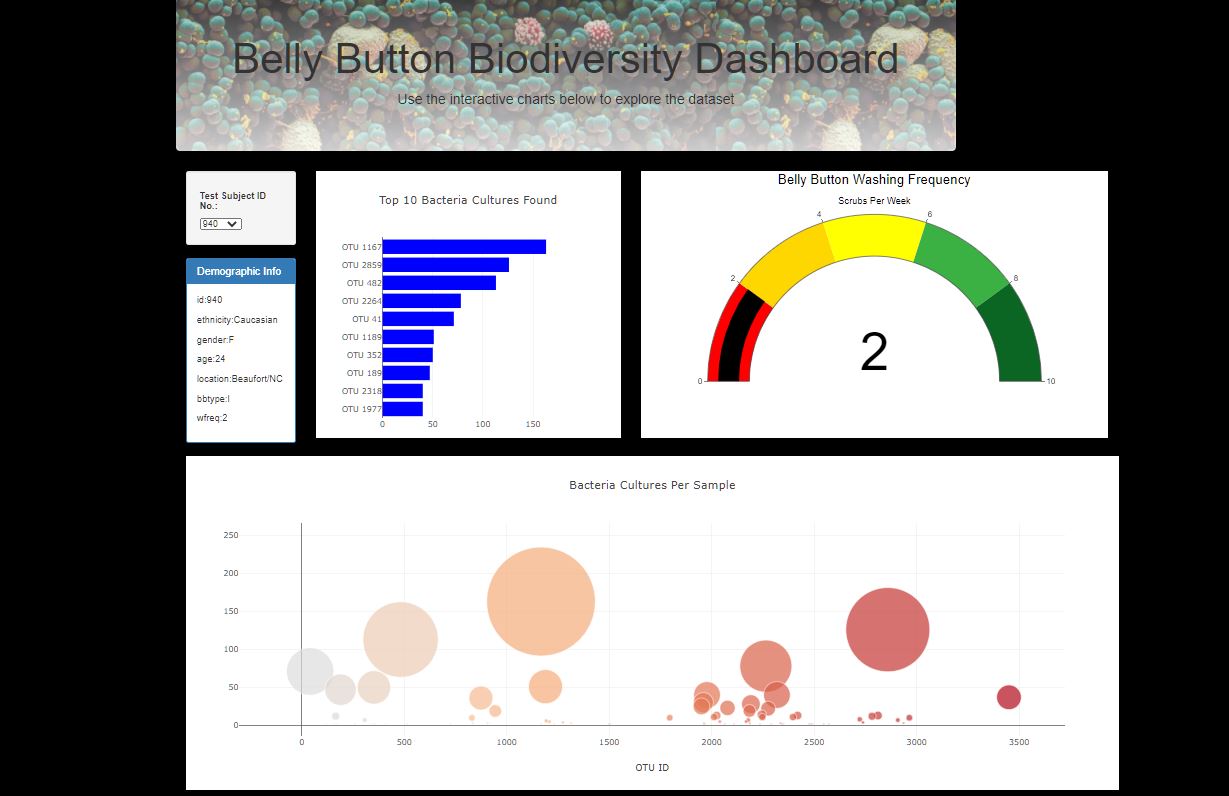 Belly Button Biodiversity Dashboard
Use the interactive charts below to explore the dataset
Test Subject ID
No.:
940
Demographic Info
id:940
ethnicity:Caucasian
gender:F
age:24
location:Beaufort/NC
bbtype:I
wfreq:2
Top 10 Bacteria Cultures Found
OTU 1167
OTU 2859
OTU 482
OTU 2264
OTU 41
OTU 1189
OTU 352
OTU 189
OTU 2318
OTU 1977
0 50 100 150
Belly Button Washing Frequency
Scrubs Per Week
0
2
4
6
8
10
2
Bacteria Cultures Per Sample
250
200
150
100
50
0
0 500 1000 1500 2000 2500 3000 3500
OTU ID